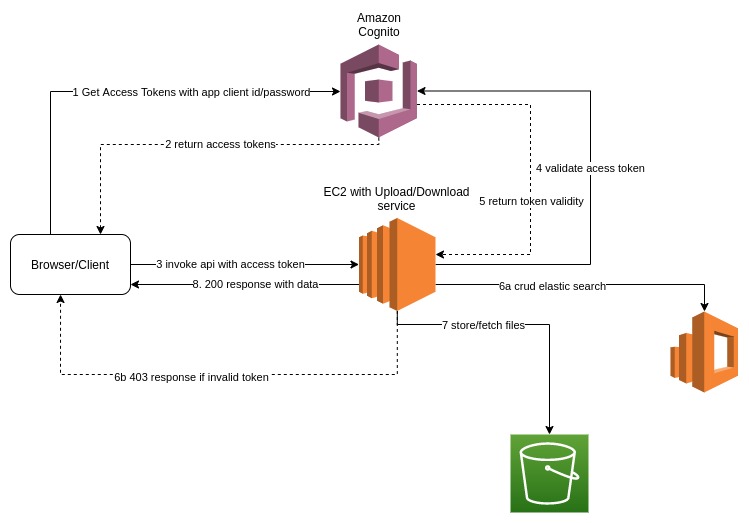 Amazon
Cognito
1 Get Access Tokens with app client id/password
2 return access tokens
4 validate acess token
EC2 with Upload/Download
service
5 return token validity
Browser/Client
3 invoke api with access token
8. 200 response with data
6a crud elastic search
7 store/fetch files
6b 403 response if invalid token